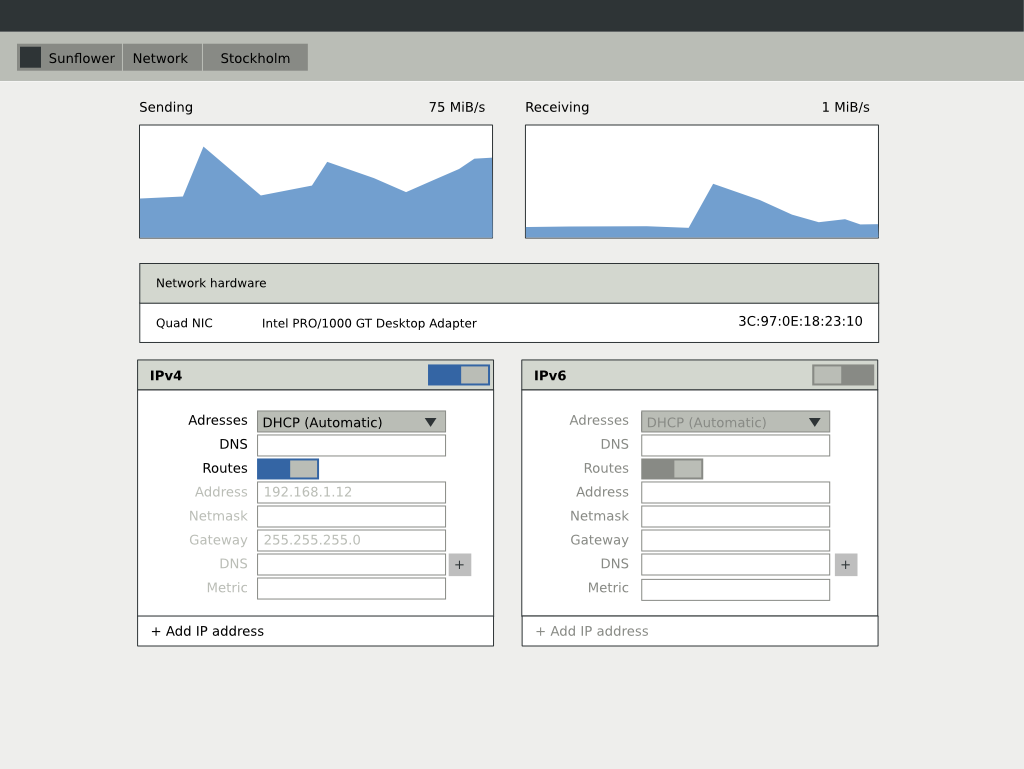 Sunflower Network Stockholm
Sending 75 MiB/s
Receiving 1 MiB/s
Network hardware
Quad NIC Intel PRO/1000 GT Desktop Adapter 3C:97:0E:18:23:10
IPv4
Adresses DHCP (Automatic)
DNS
Routes
Address 192.168.1.12
Netmask
Gateway 255.255.255.0
DNS +
Metric
+ Add IP address
IPv6
Adresses DHCP (Automatic)
DNS
Routes
Address
Netmask
Gateway
DNS +
Metric
+ Add IP address